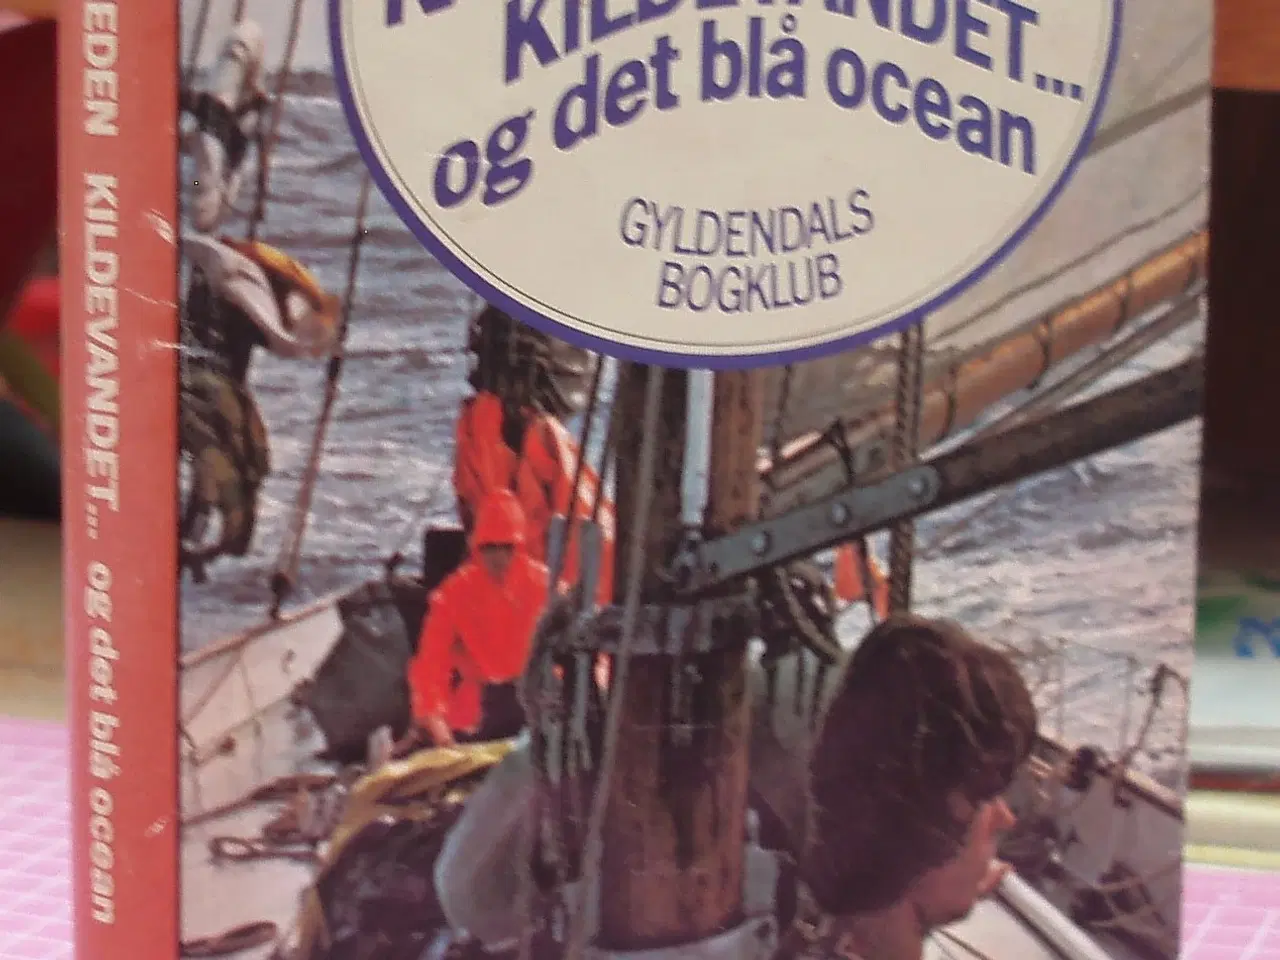 KILDEVANDET...
og det blå ocean
GYLDENDALS
BOGKLUB
EDEN KILDEVANDET... og det blå ocean